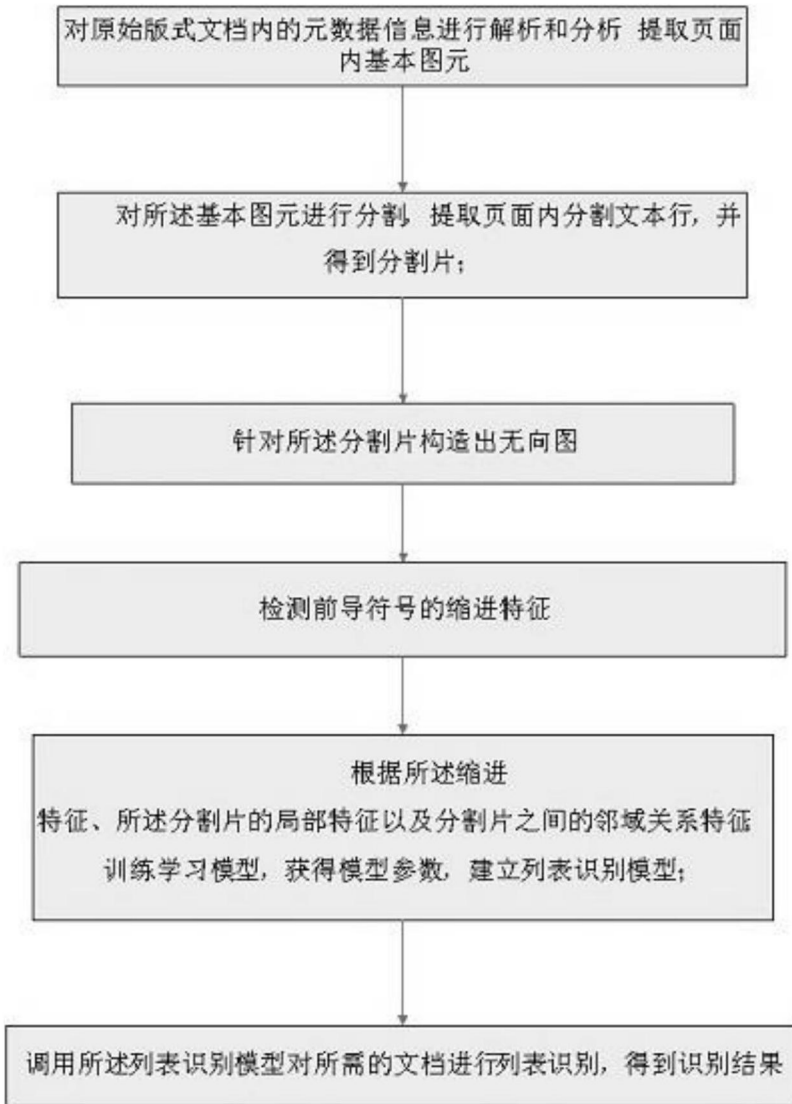 对原始版式文档内的元数据信息进行解析和分析 提取页面
内基本图元
对所述基本图元进行分割, 提取页面内分割文本行, 并
得到分割片;
针对所述分割片构造出无向图
检测前导符号的缩进特征
根据所述缩进
特征、所述分割片的局部特征以及分割片之间的邻域关系特征
训练学习模型, 获得模型参数, 建立列表识别模型;
调用所述列表识别模型对所需的文档进行列表识别, 得到识别结果